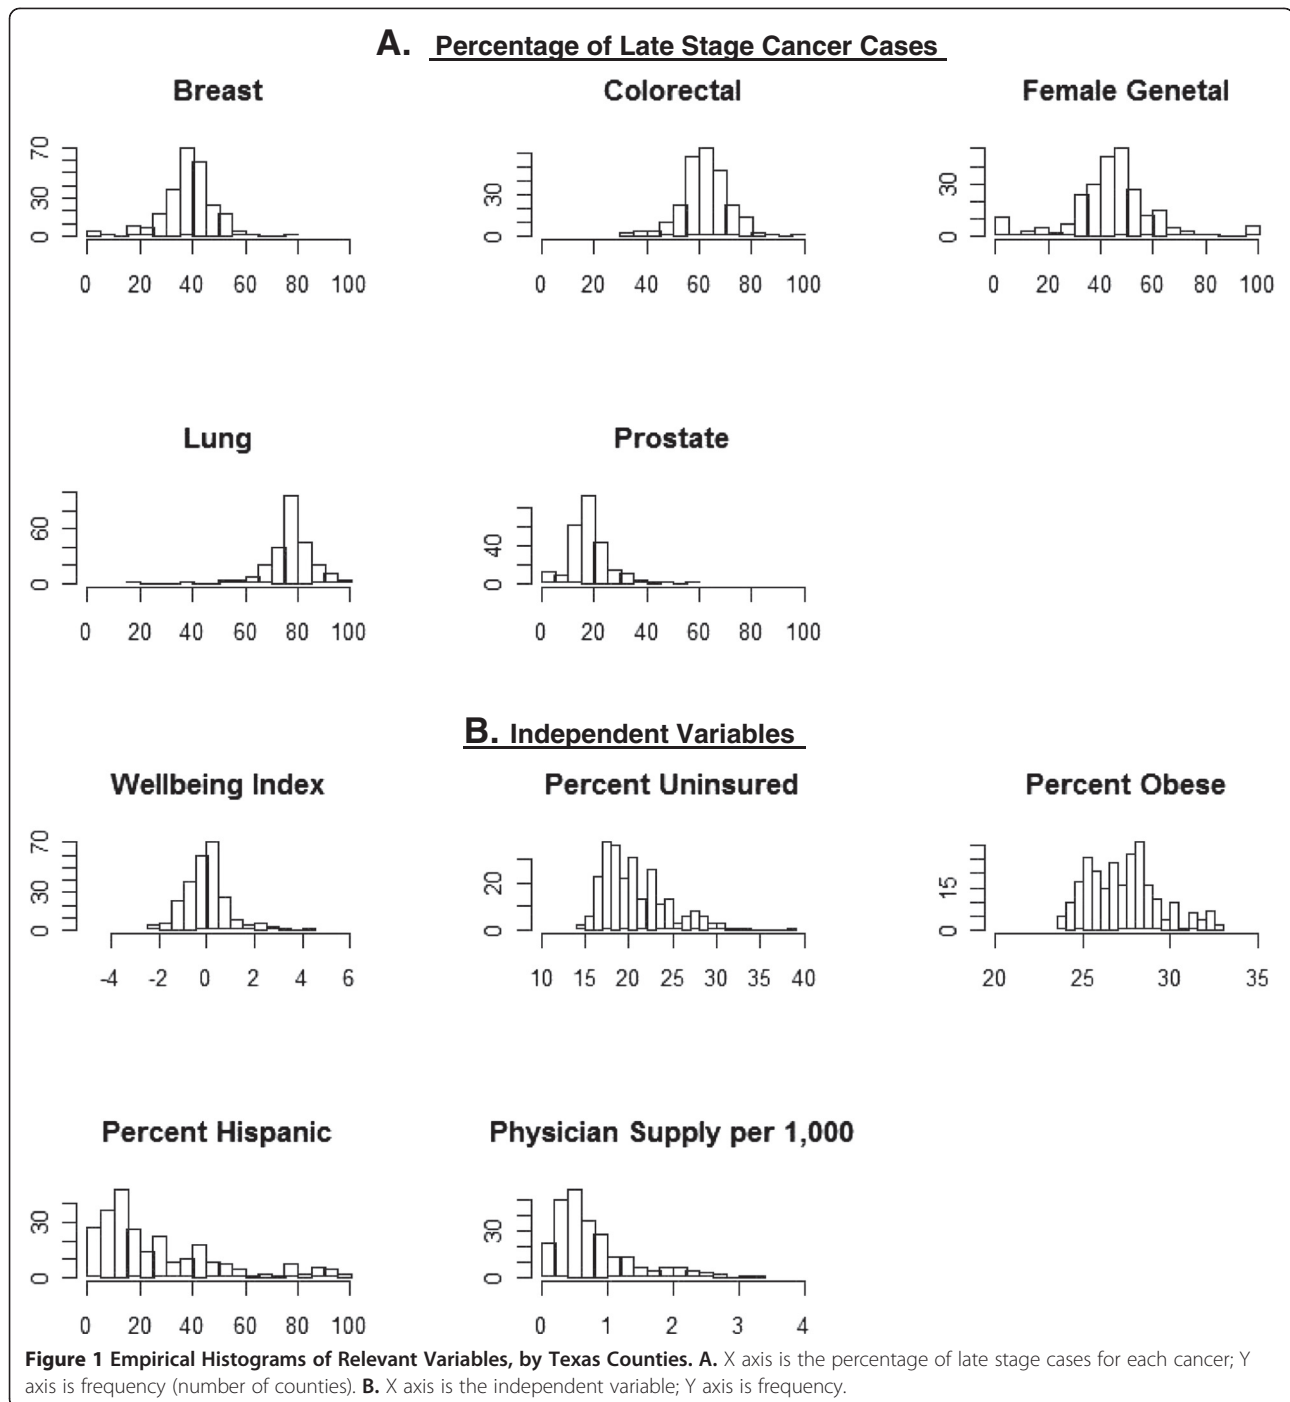 A. Percentage of Late Stage Cancer Cases
Breast Colorectal Female Genetal
70
30
0
0 20 40 60 80 100
30
0
0 20 40 60 80 100
30
0
0 20 40 60 80 100
Lung Prostate
60
0
0 20 40 60 80 100
40
0
0 20 40 60 80 100
B. Independent Variables
Wellbeing Index Percent Uninsured Percent Obese
70
30
0
-4 -2 0 2 4 6
20
0
10 15 20 25 30 35 40
15
0
20 25 30 35
Percent Hispanic Physician Supply per 1,000
30
0
0 20 40 60 80 100
30
0
0 1 2 3 4
Figure 1 Empirical Histograms of Relevant Variables, by Texas Counties. A. X axis is the percentage of late stage cases for each cancer; Y
axis is frequency (number of counties). B. X axis is the independent variable; Y axis is frequency.